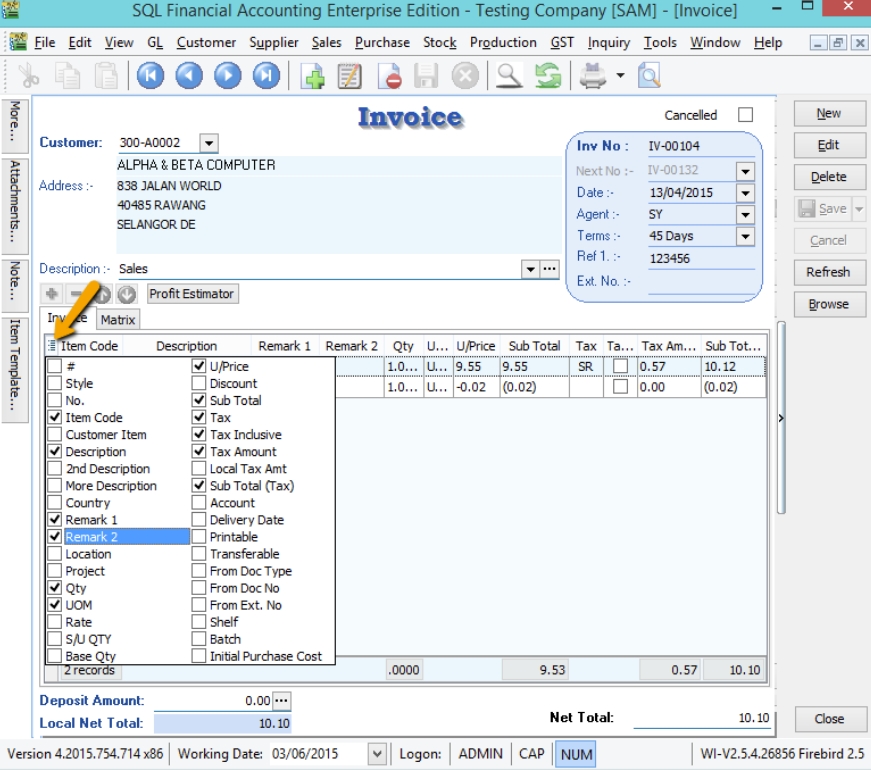 SQL Financial Accounting Enterprise Edition - Testing Company [SAM] - [Invoice]
File Edit View GL Customer Supplier Sales Purchase Stock Production GST Inquiry Tools Window Help
More...
Attachments...
Note...
Item Template...
Invoice
Cancelled
Customer: 300-A0002
ALPHA & BETA COMPUTER
Address :- 838 JALAN WORLD
40485 RAWANG
SELANGOR DE
Inv No : IV-00104
Next No :- IV-00132
Date :- 13/04/2015
Agent :- SY
Terms :- 45 Days
Ref 1. :- 123456
Ext. No. :-
Description :- Sales
Profit Estimator
Matrix
Item Code Description Remark 1 Remark 2 Qty U... U/Price Sub Total Tax Ta... Tax Am... Sub Tot...
1.0... U... 9.55 9.55 SR 0.57 10.12
1.0... U... -0.02 (0.02) 0.00 (0.02)
#
Style
No.
Item Code
Customer Item
Description
2nd Description
More Description
Country
Remark 1
Remark 2
Location
Project
Qty
UOM
Rate
S/U QTY
Base Qty
U/Price
Discount
Sub Total
Tax
Tax Inclusive
Tax Amount
Local Tax Amt
Sub Total (Tax)
Account
Delivery Date
Printable
Transferable
From Doc Type
From Doc No
From Ext. No
Shelf
Batch
Initial Purchase Cost
2 records .0000 9.53 0.57 10.10
Deposit Amount: 0.00
Local Net Total: 10.10
Net Total: 10.10
New
Edit
Delete
Save
Cancel
Refresh
Browse
Close
Version 4.2015.754.714 x86 Working Date: 03/06/2015 Logon: ADMIN CAP NUM WI-V2.5.4.26856 Firebird 2.5